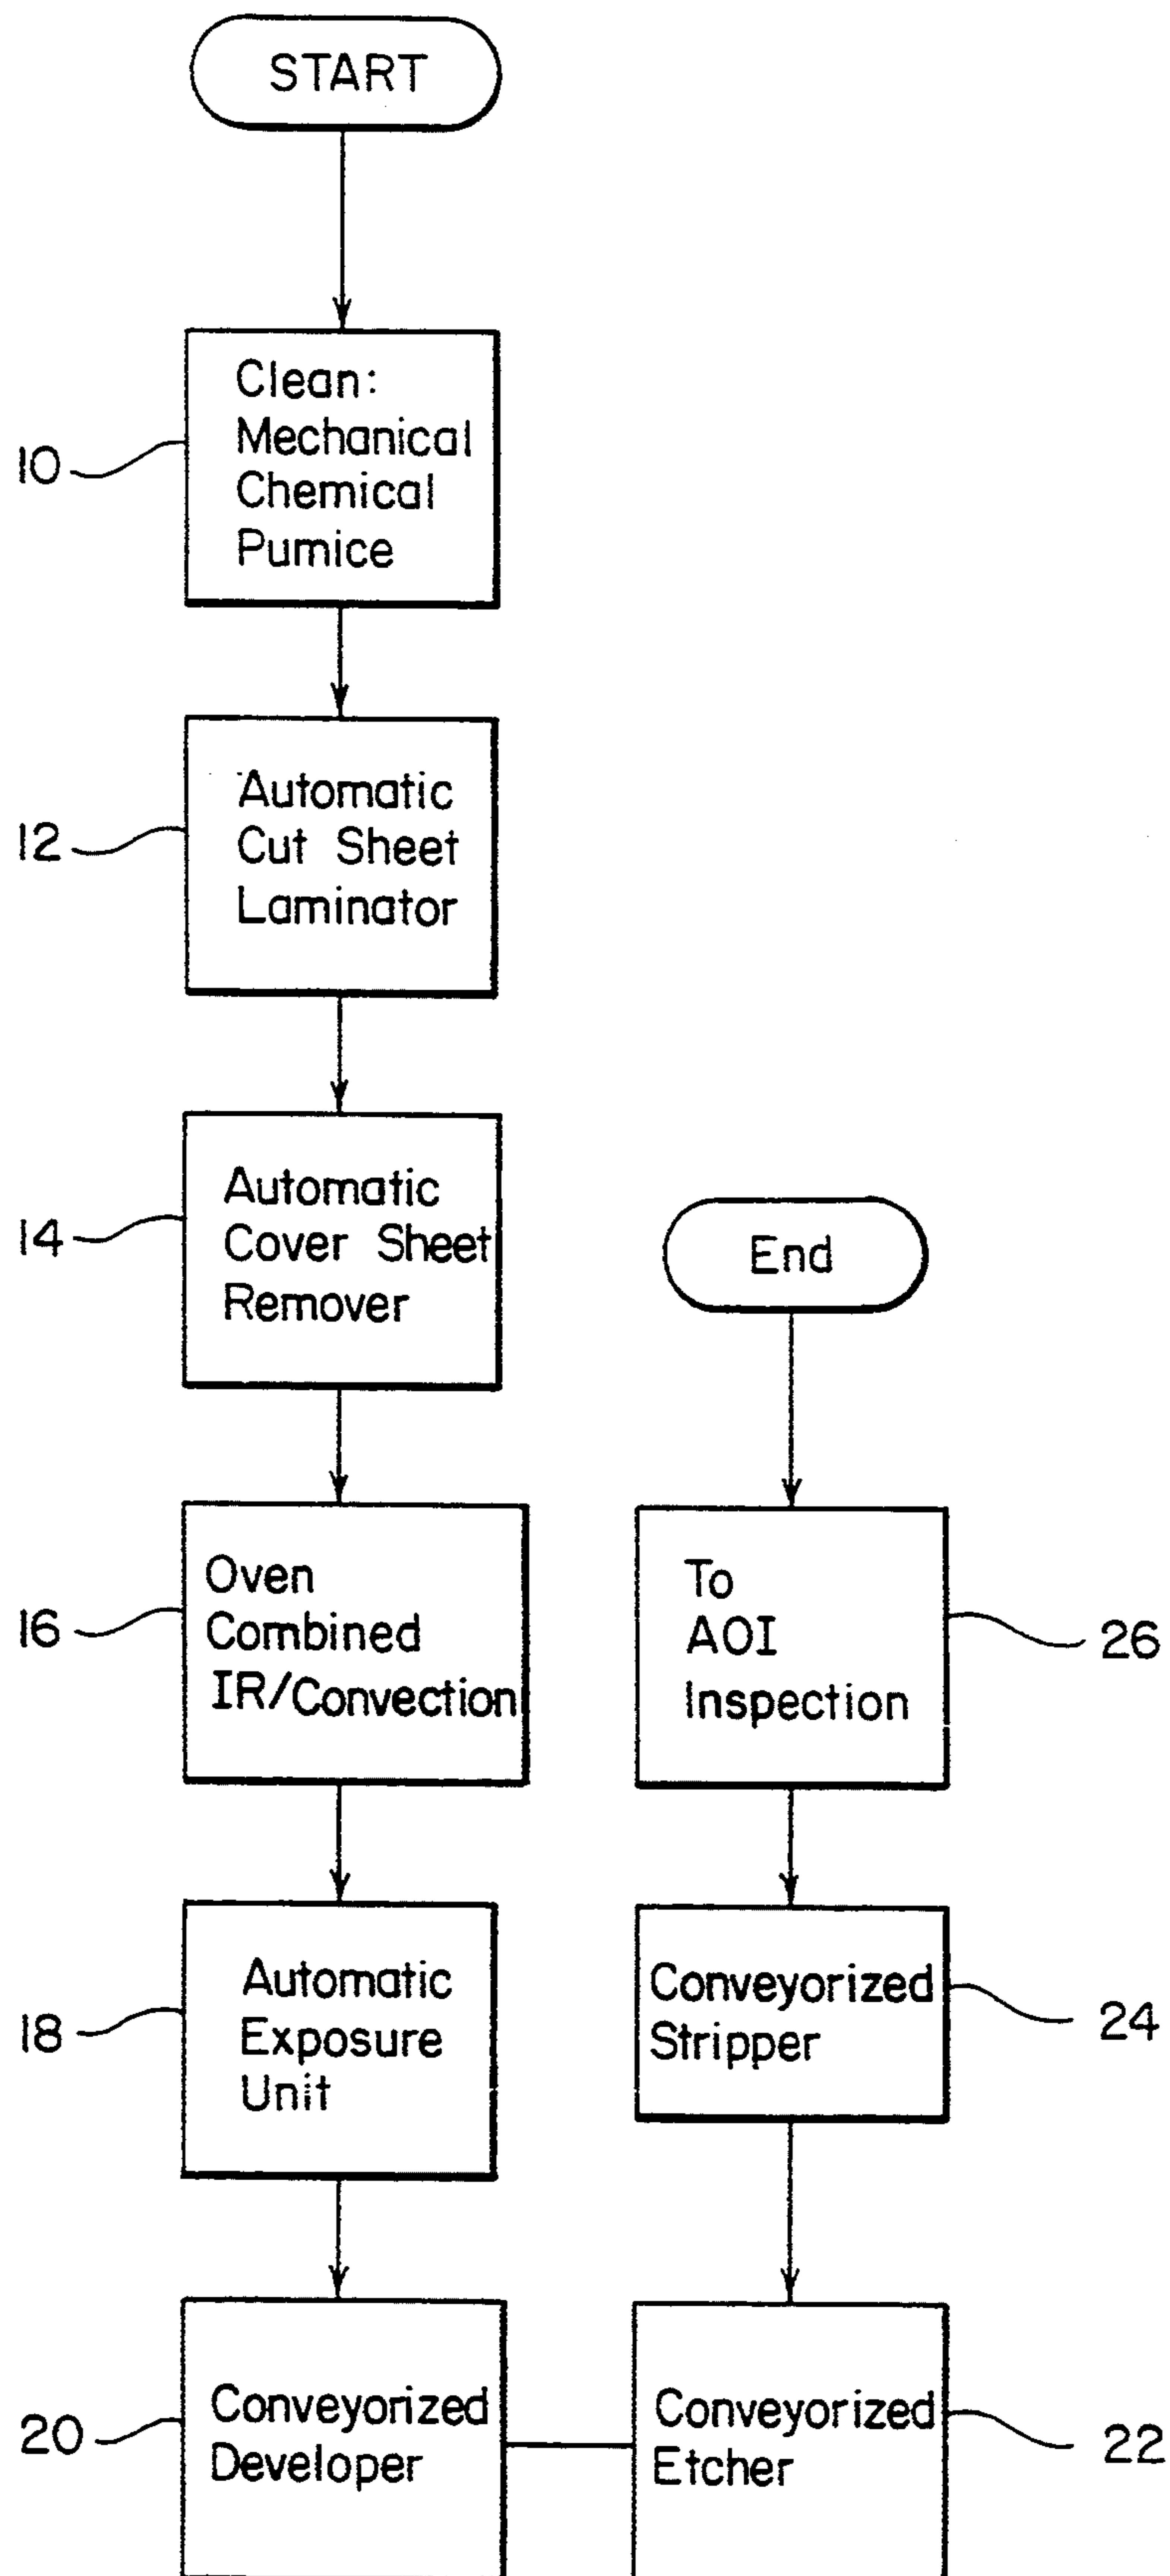 START
10
Clean:
Mechanical
Chemical
Pumice
12
Automatic
Cut Sheet
Laminator
14
Automatic
Cover Sheet
Remover
16
Oven
Combined
IR/Convection
18
Automatic
Exposure
Unit
20
Conveyorized
Developer
End
To
AOI
Inspection
26
Conveyorized
Stripper
24
Conveyorized
Etcher
22